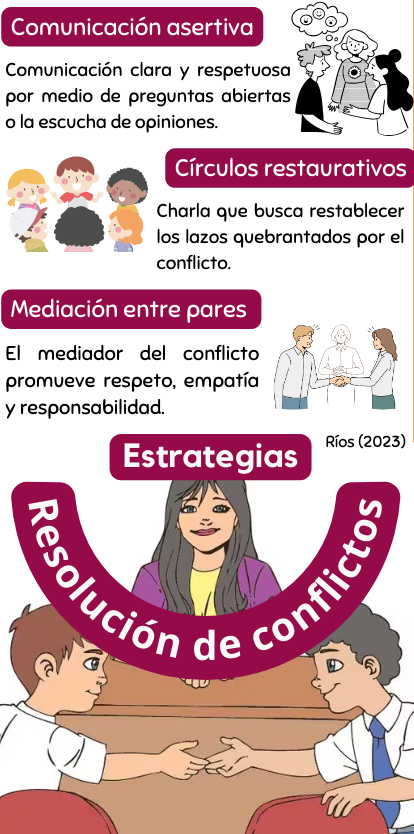 Comunicación asertiva
Comunicación clara y respetuosa
por medio de preguntas abiertas
o la escucha de opiniones.
Círculos restaurativos
Charla que busca restablecer
los lazos quebrantados por el
conflicto.
Mediación entre pares
El mediador del conflicto
promueve respeto, empatía
y responsabilidad.
Ríos (2023)
Estrategias
Resolución de conflictos